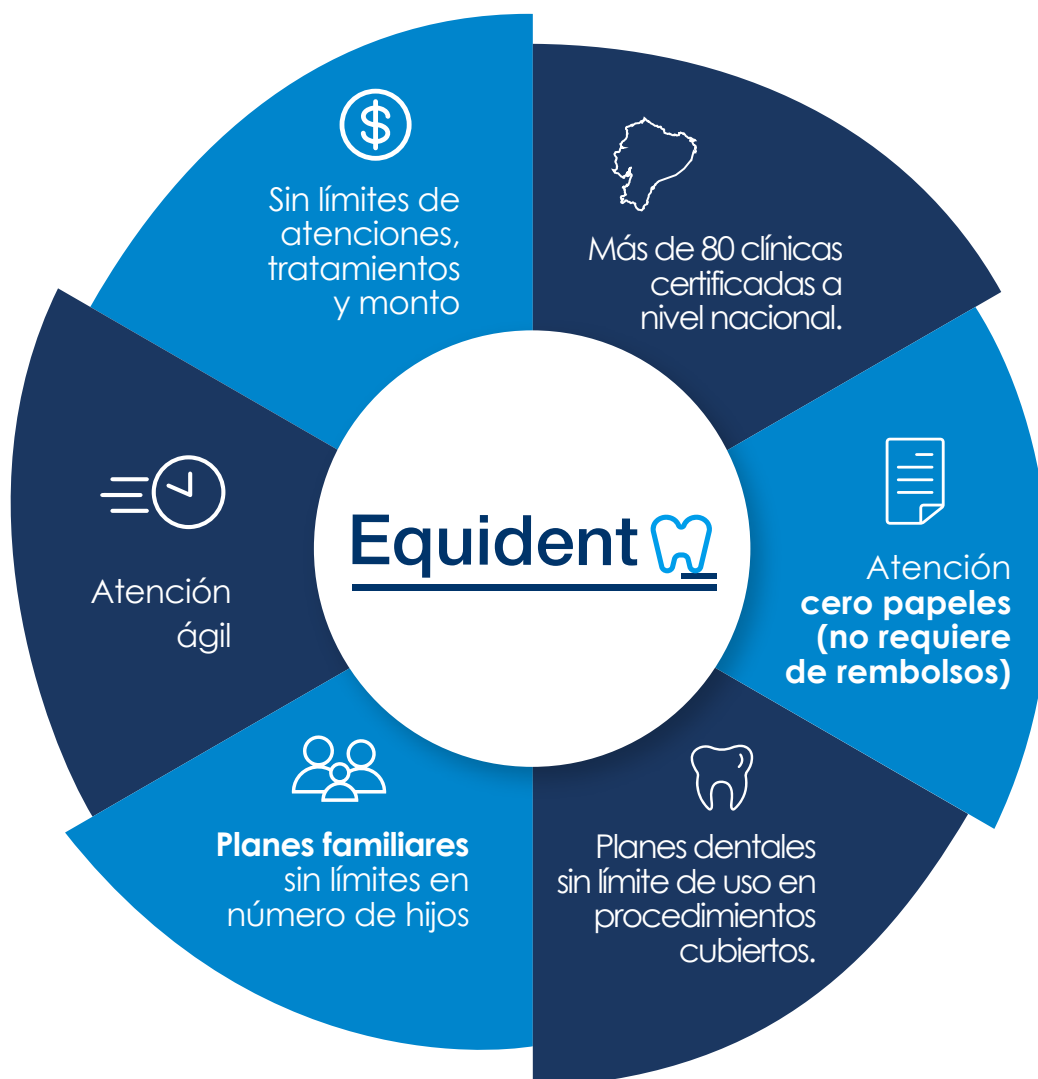 Sin límites de
atenciones,
tratamientos
y monto
Más de 80 clínicas
certificadas a
nivel nacional.
Atención
ágil
Equident
Atención
cero papeles
(no requiere
de rembolsos)
Planes familiares
sin límites en
número de hijos
Planes dentales
sin límite de uso en
procedimientos
cubiertos.